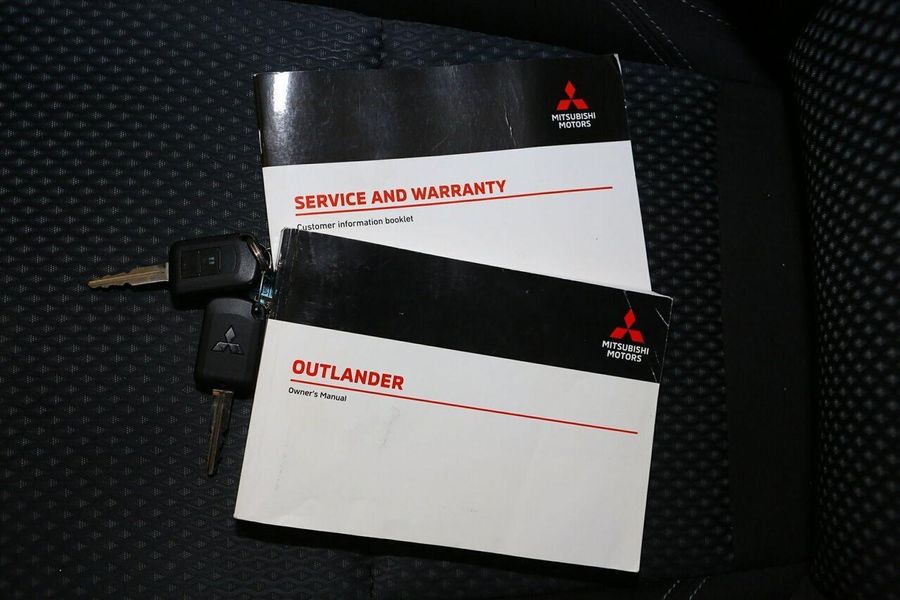 MITSUBISHI
MOTORS
SERVICE AND WARRANTY
Customer information booklet
MITSUBISHI
MOTORS
OUTLANDER
Owner's Manual